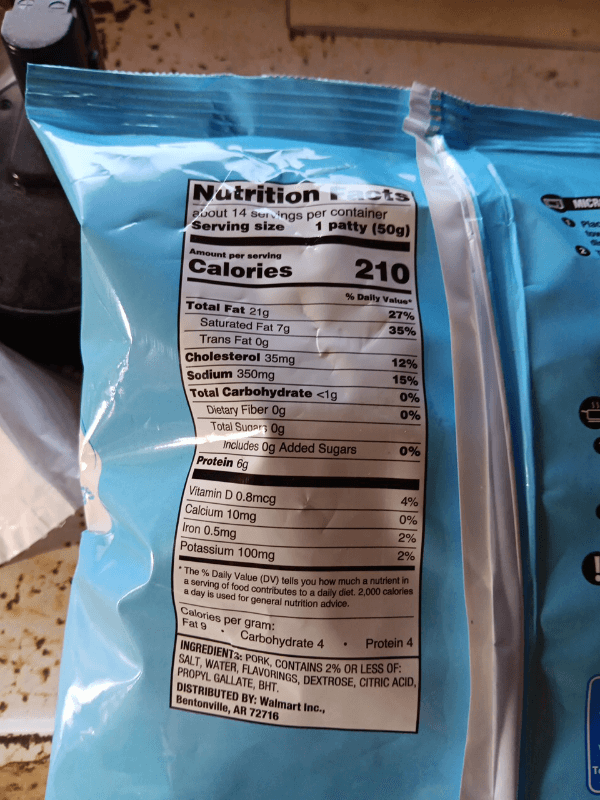 Nutrition Facts
about 14 servings per container
Serving size 1 patty (50g)
Amount per serving
Calories 210
% Daily Value*
Total Fat 21g 27%
Saturated Fat 7g 35%
Trans Fat 0g
Cholesterol 35mg 12%
Sodium 350mg 15%
Total Carbohydrate <1g 0%
Dietary Fiber 0g 0%
Total Sugars 0g
Includes 0g Added Sugars 0%
Protein 6g
Vitamin D 0.8mcg 4%
Calcium 10mg 0%
Iron 0.5mg 2%
Potassium 100mg 2%
* The % Daily Value (DV) tells you how much a nutrient in
a serving of food contributes to a daily diet. 2,000 calories
a day is used for general nutrition advice.
Calories per gram:
Fat 9 • Carbohydrate 4 • Protein 4
INGREDIENTS: PORK, CONTAINS 2% OR LESS OF:
SALT, WATER, FLAVORINGS, DEXTROSE, CITRIC ACID,
PROPYL GALLATE, BHT.
DISTRIBUTED BY: Walmart Inc.,
Bentonville, AR 72716
1
2